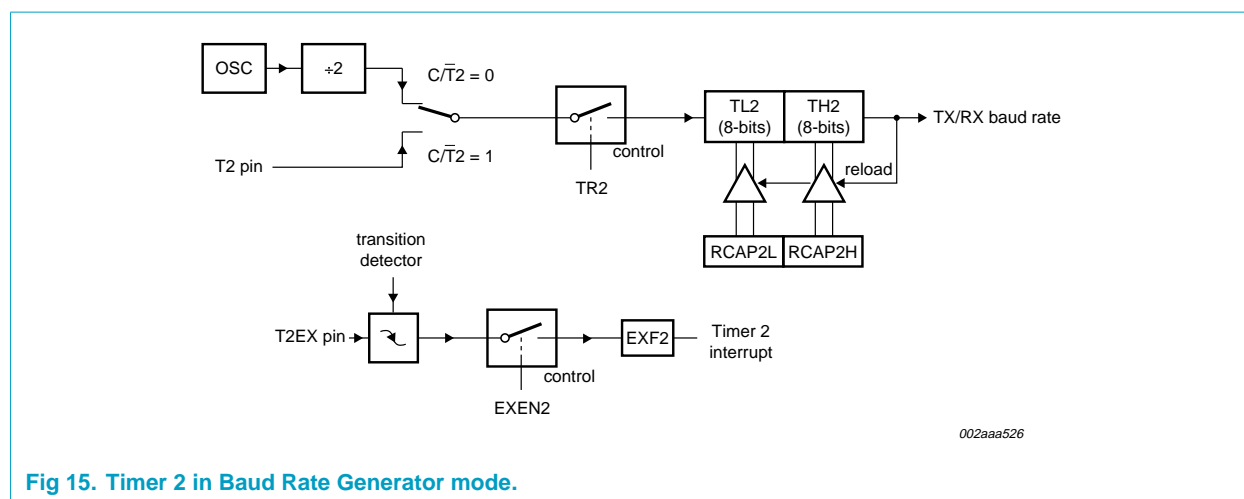 OSC
÷2
C/T̅2 = 0
C/T̅2 = 1
T2 pin
control
TR2
TL2
(8-bits)
TH2
(8-bits)
TX/RX baud rate
reload
RCAP2L
RCAP2H
transition
detector
T2EX pin
control
EXEN2
EXF2
Timer 2
interrupt
002aaa526
Fig 15. Timer 2 in Baud Rate Generator mode.